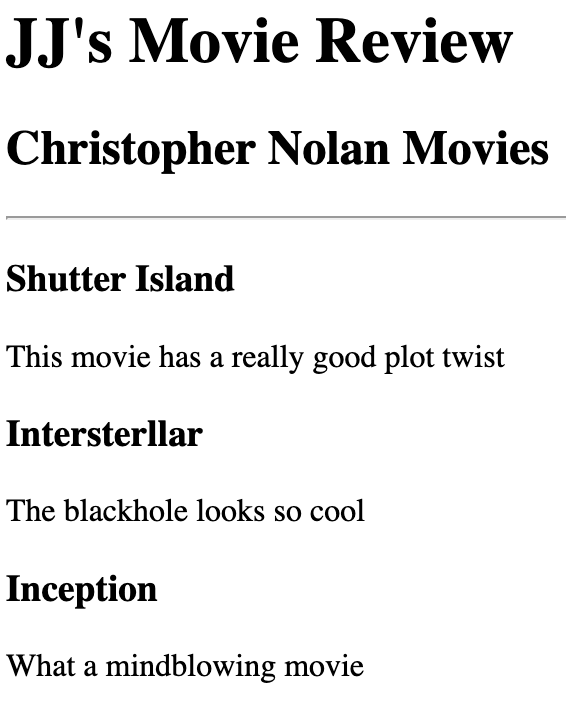 JJ's Movie Review
Christopher Nolan Movies
Shutter Island
This movie has a really good plot twist
Intersterllar
The blackhole looks so cool
Inception
What a mindblowing movie